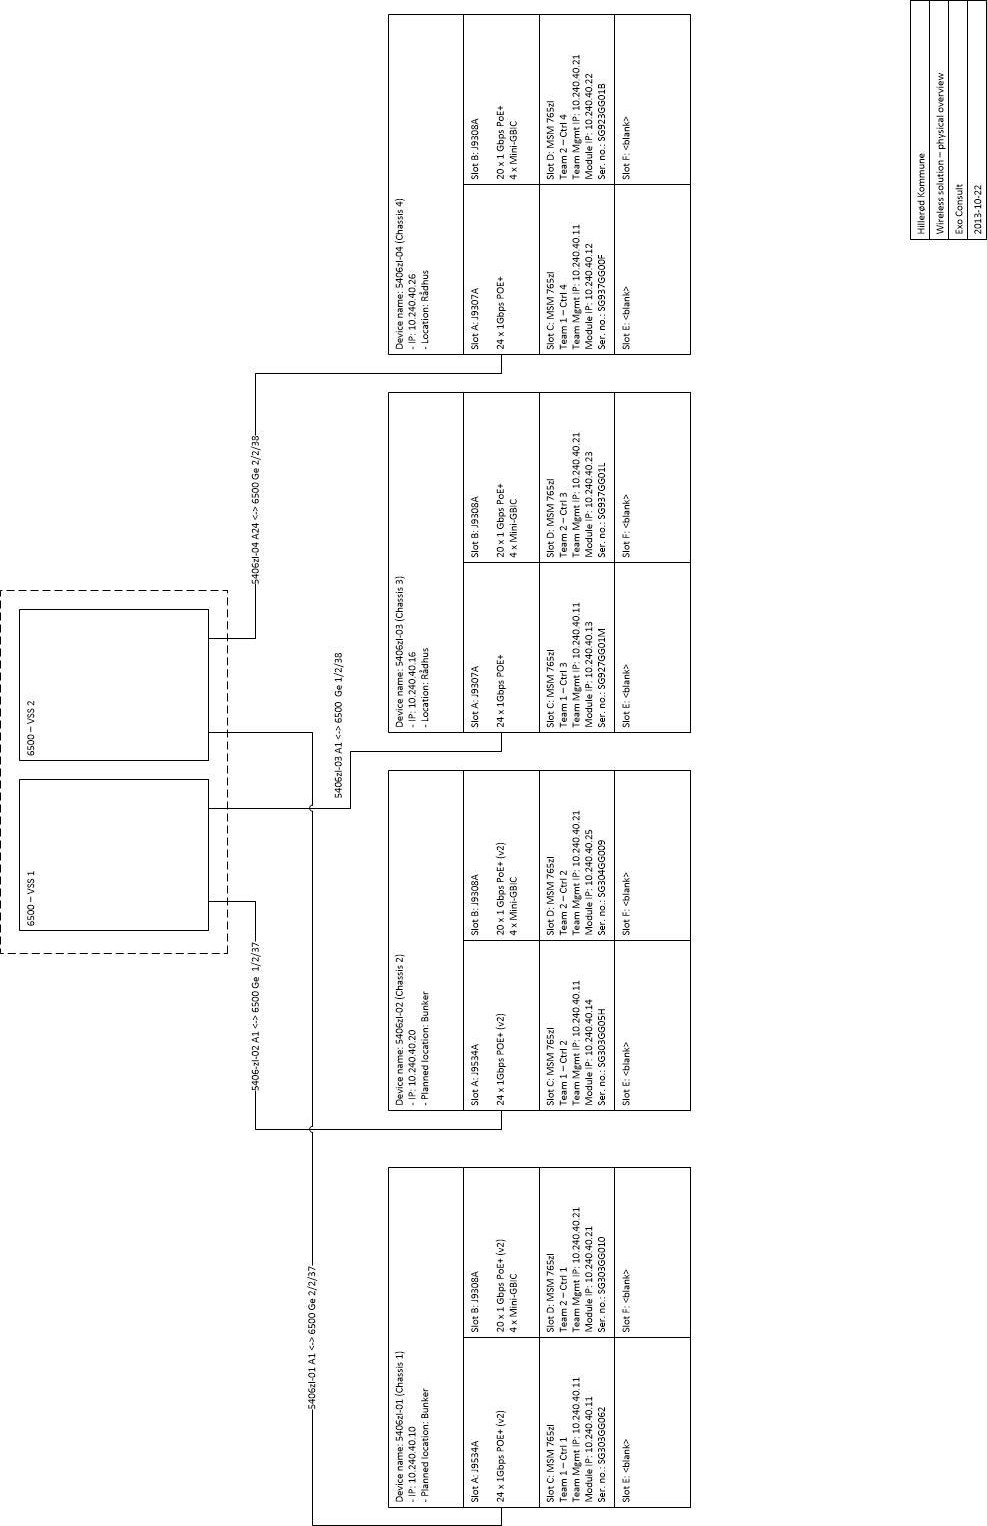 6500 – VSS 1
6500 – VSS 2
5406zl-01 A1 <-> 6500 Ge 2/2/37
5406-zl-02 A1 <-> 6500 Ge  1/2/37
5406zl-03 A1 <-> 6500  Ge 1/2/38
5406zl-04 A24 <-> 6500 Ge 2/2/38
Device name: 5406zl-01 (Chassis 1)
- IP: 10.240.40.10
- Planned location: Bunker
Slot A: J9534A
24 x 1Gbps POE+ (v2)
Slot B: J9308A
20 x 1 Gbps PoE+ (v2)
4 x Mini-GBIC
Slot C: MSM 765zl
Team 1 – Ctrl 1
Team Mgmt IP: 10.240.40.11
Module IP: 10.240.40.11
Ser. no.: SG303GG062
Slot D: MSM 765zl
Team 2 – Ctrl 1
Team Mgmt IP: 10.240.40.21
Module IP: 10.240.40.21
Ser. no.: SG303GG010
Slot E: <blank>
Slot F: <blank>
Device name: 5406zl-02 (Chassis 2)
- IP: 10.240.40.20
- Planned location: Bunker
Slot A: J9534A
24 x 1Gbps POE+ (v2)
Slot B: J9308A
20 x 1 Gbps PoE+ (v2)
4 x Mini-GBIC
Slot C: MSM 765zl
Team 1 – Ctrl 2
Team Mgmt IP: 10.240.40.11
Module IP: 10.240.40.14
Ser. no.: SG303GG05H
Slot D: MSM 765zl
Team 2 – Ctrl 2
Team Mgmt IP: 10.240.40.21
Module IP: 10.240.40.25
Ser. no.: SG304GG009
Slot E: <blank>
Slot F: <blank>
Device name: 5406zl-03 (Chassis 3)
- IP: 10.240.40.16
- Location: Rådhus
Slot A: J9307A
24 x 1Gbps POE+
Slot B: J9308A
20 x 1 Gbps PoE+
4 x Mini-GBIC
Slot C: MSM 765zl
Team 1 – Ctrl 3
Team Mgmt IP: 10.240.40.11
Module IP: 10.240.40.13
Ser. no.: SG927GG01M
Slot D: MSM 765zl
Team 2 – Ctrl 3
Team Mgmt IP: 10.240.40.21
Module IP: 10.240.40.23
Ser. no.: SG937GG01L
Slot E: <blank>
Slot F: <blank>
Device name: 5406zl-04 (Chassis 4)
- IP: 10.240.40.26
- Location: Rådhus
Slot A: J9307A
24 x 1Gbps POE+
Slot B: J9308A
20 x 1 Gbps PoE+
4 x Mini-GBIC
Slot C: MSM 765zl
Team 1 – Ctrl 4
Team Mgmt IP: 10.240.40.11
Module IP: 10.240.40.12
Ser. no.: SG937GG00F
Slot D: MSM 765zl
Team 2 – Ctrl 4
Team Mgmt IP: 10.240.40.21
Module IP: 10.240.40.22
Ser. no.: SG923GG01B
Slot E: <blank>
Slot F: <blank>
Hillerød Kommune
Wireless solution – physical overview
Exo Consult
2013-10-22